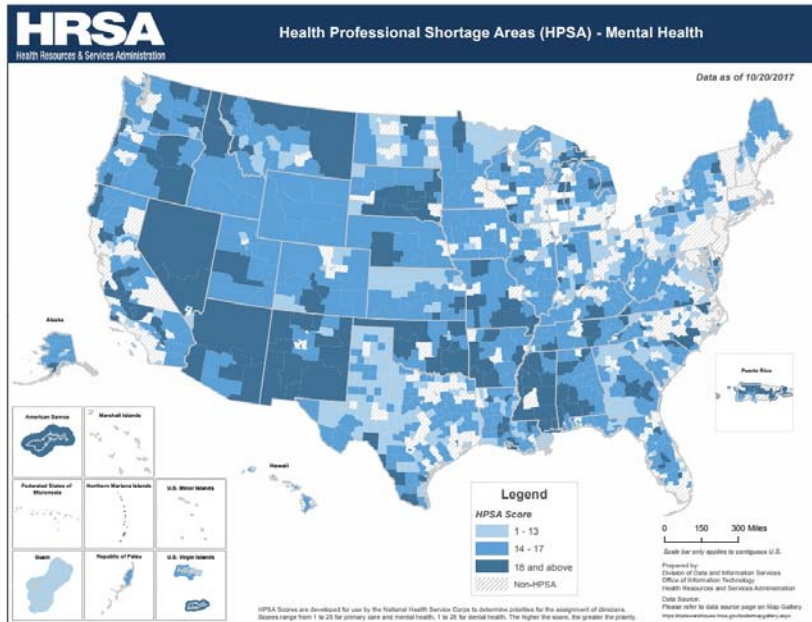 HRSA
Health Resources & Services Administration
Health Professional Shortage Areas (HPSA) - Mental Health
Data as of 10/20/2017
Alaska
Puerto Rico
American Samoa
Marshall Islands
Hawaii
Federated States of
Micronesia
Northern Mariana Islands
U.S. Minor Islands
Guam
Republic of Palau
U.S. Virgin Islands
Legend
HPSA Score
1 - 13
14 - 17
18 and above
Non-HPSA
0 150 300 Miles
Scale bar only applies to contiguous U.S.
Prepared by:
Division of Data and Information Services
Office of Information Technology
Health Resources and Services Administration
Data Source:
Please refer to data source page on Map Gallery
HPSA Scores are developed for use by the National Health Service Corps to determine priorities for the assignment of clinicians.
Scores range from 1 to 25 for primary care and mental health, 1 to 26 for dental health. The higher the score, the greater the priority.